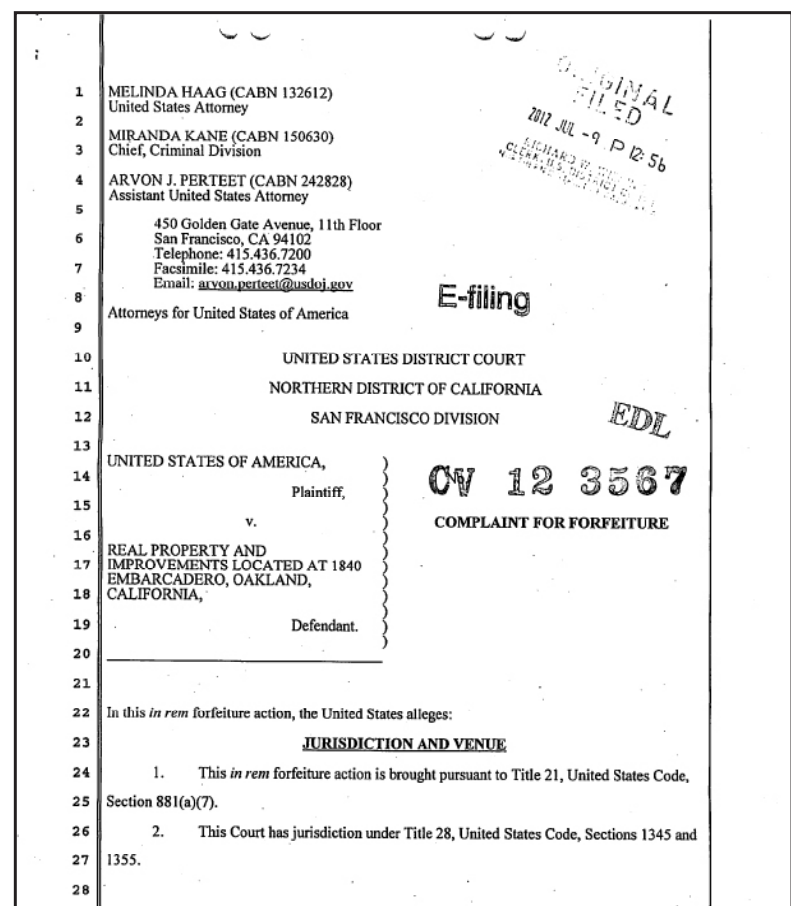 ORIGINAL
FILED
2012 JUL -9 P 12:56
RICHARD W.
CLERK, U.S. DISTRICT
1 MELINDA HAAG (CABN 132612)
United States Attorney
2
MIRANDA KANE (CABN 150630)
3 Chief, Criminal Division
4 ARVON J. PERTEET (CABN 242828)
Assistant United States Attorney
5
450 Golden Gate Avenue, 11th Floor
6 San Francisco, CA 94102
Telephone: 415.436.7200
7 Facsimile: 415.436.7234
Email: arvon.perteet@usdoj.gov
8
E-filing
Attorneys for United States of America
9
10 UNITED STATES DISTRICT COURT
11 NORTHERN DISTRICT OF CALIFORNIA
12 SAN FRANCISCO DIVISION
EDL
13
UNITED STATES OF AMERICA, )
14 CV 12 3567
Plaintiff, )
15
v. ) COMPLAINT FOR FORFEITURE
16
REAL PROPERTY AND )
17 IMPROVEMENTS LOCATED AT 1840 )
EMBARCADERO, OAKLAND, )
18 CALIFORNIA, )
19 Defendant. )
20
21
22 In this in rem forfeiture action, the United States alleges:
23 JURISDICTION AND VENUE
24 1. This in rem forfeiture action is brought pursuant to Title 21, United States Code,
25 Section 881(a)(7).
26 2. This Court has jurisdiction under Title 28, United States Code, Sections 1345 and
27 1355.
28